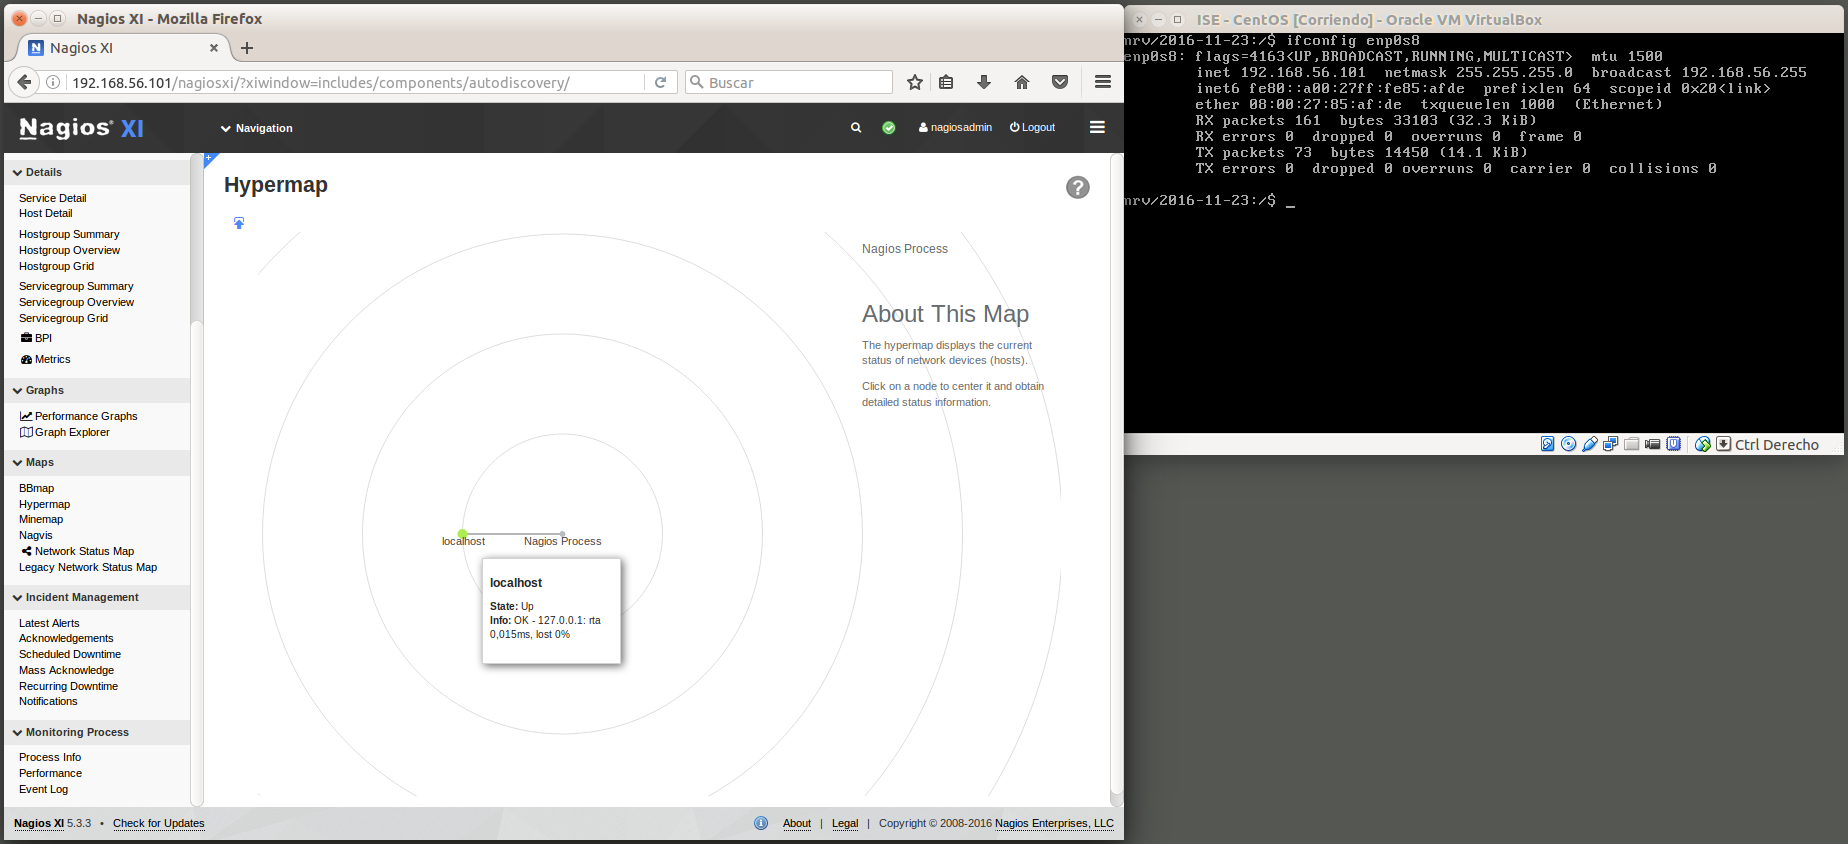 Nagios XI - Mozilla Firefox
Nagios XI
192.168.56.101/nagiosxi/?xiwindow=includes/components/autodiscovery/
Buscar
Nagios XI
Navigation
nagiosadmin
Logout
Details
Service Detail
Host Detail
Hostgroup Summary
Hostgroup Overview
Hostgroup Grid
Servicegroup Summary
Servicegroup Overview
Servicegroup Grid
BPI
Metrics
Graphs
Performance Graphs
Graph Explorer
Maps
BBmap
Hypermap
Minemap
Nagvis
Network Status Map
Legacy Network Status Map
Incident Management
Latest Alerts
Acknowledgements
Scheduled Downtime
Mass Acknowledge
Recurring Downtime
Notifications
Monitoring Process
Process Info
Performance
Event Log
Hypermap
Nagios Process
About This Map
The hypermap displays the current
status of network devices (hosts).
Click on a node to center it and obtain
detailed status information.
localhost
Nagios Process
localhost
State: Up
Info: OK - 127.0.0.1: rta
0,015ms, lost 0%
Nagios XI 5.3.3 • Check for Updates
About | Legal | Copyright © 2008-2016 Nagios Enterprises, LLC
ISE - CentOS [Corriendo] - Oracle VM VirtualBox
mrv/2016-11-23:/$ ifconfig enp0s8
enp0s8: flags=4163<UP,BROADCAST,RUNNING,MULTICAST>  mtu 1500
inet 192.168.56.101  netmask 255.255.255.0  broadcast 192.168.56.255
inet6 fe80::a00:27ff:fe85:afde  prefixlen 64  scopeid 0x20<link>
ether 08:00:27:85:af:de  txqueuelen 1000  (Ethernet)
RX packets 161  bytes 33103 (32.3 KiB)
RX errors 0  dropped 0  overruns 0  frame 0
TX packets 73  bytes 14450 (14.1 KiB)
TX errors 0  dropped 0 overruns 0  carrier 0  collisions 0
mrv/2016-11-23:/$ _
Ctrl Derecho